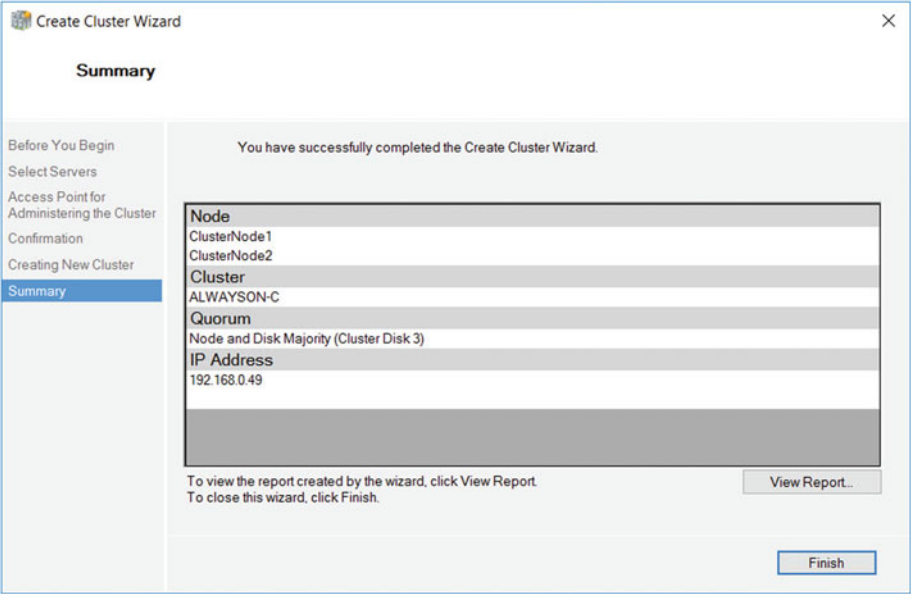 Create Cluster Wizard
Summary
Before You Begin
Select Servers
Access Point for
Administering the Cluster
Confirmation
Creating New Cluster
Summary
You have successfully completed the Create Cluster Wizard.
Node
ClusterNode1
ClusterNode2
Cluster
ALWAYSON-C
Quorum
Node and Disk Majority (Cluster Disk 3)
IP Address
192.168.0.49
To view the report created by the wizard, click View Report.
To close this wizard, click Finish.
View Report...
Finish